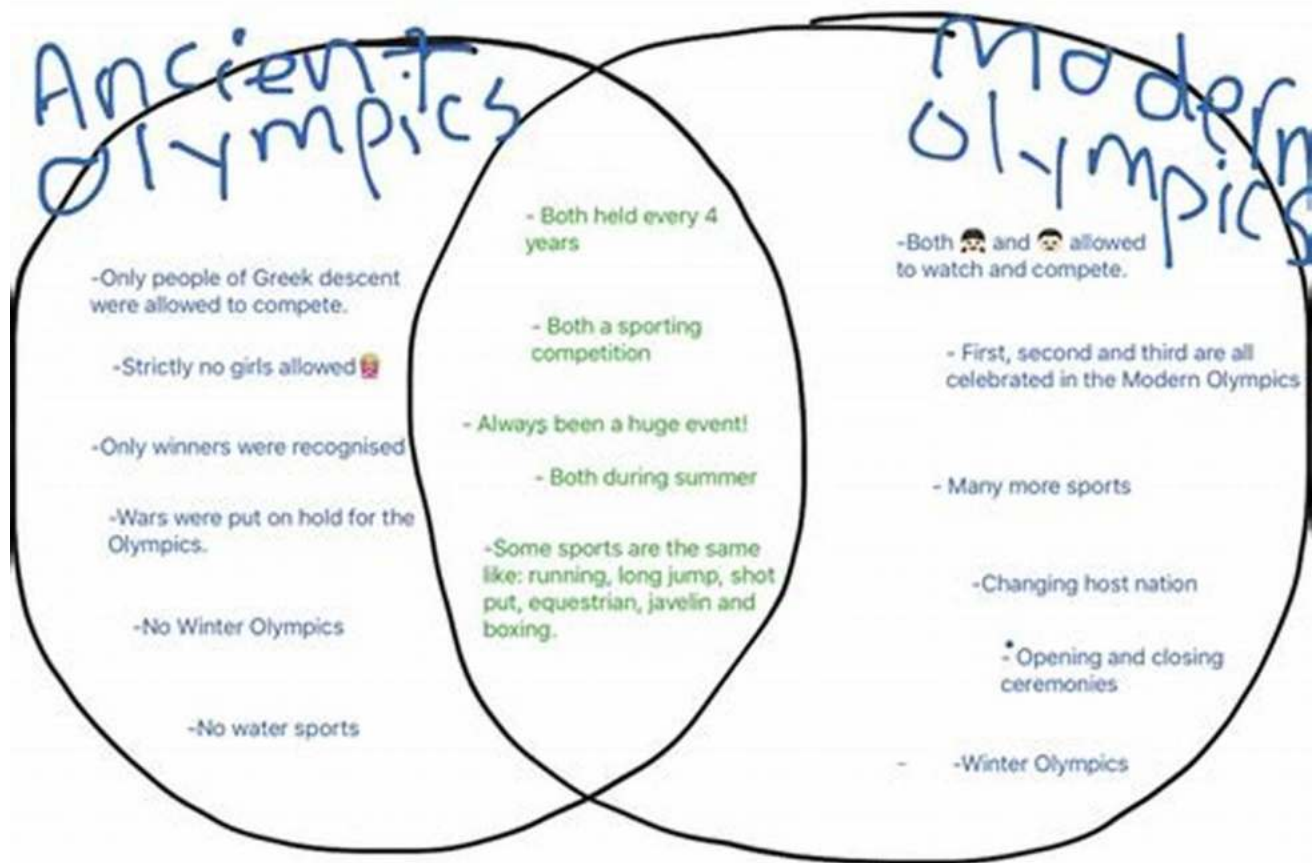 Ancient
Olympics
-Only people of Greek descent
were allowed to compete.
-Strictly no girls allowed
-Only winners were recognised
-Wars were put on hold for the
Olympics.
-No Winter Olympics
-No water sports
- Both held every 4
years
- Both a sporting
competition
- Always been a huge event!
- Both during summer
-Some sports are the same
like: running, long jump, shot
put, equestrian, javelin and
boxing.
Modern
Olympics
-Both 👧🏻 and 👦🏻 allowed
to watch and compete.
- First, second and third are all
celebrated in the Modern Olympics
- Many more sports
-Changing host nation
- Opening and closing
ceremonies
- -Winter Olympics